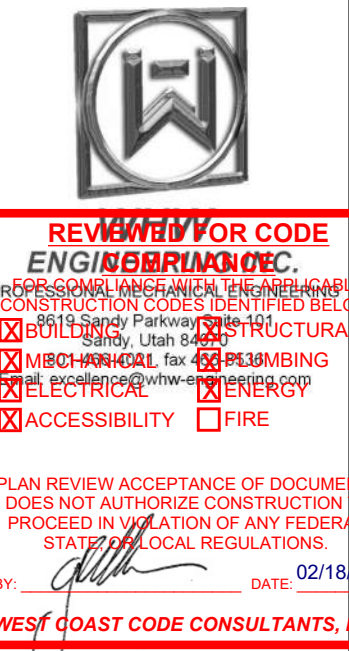 WHW
ENGINEERING INC.
PROFESSIONAL MECHANICAL ENGINEERING
8619 Sandy Parkway Suite 101
Sandy, Utah 84070
fax
Email: excellence@whw-engineering.com
REVIEWED FOR CODE
COMPLIANCE
FOR COMPLIANCE WITH THE APPLICABL
CONSTRUCTION CODES IDENTIFIED BELO
X BUILDING X STRUCTURA
X MECHANICAL X PLUMBING
X ELECTRICAL X ENERGY
X ACCESSIBILITY FIRE
PLAN REVIEW ACCEPTANCE OF DOCUME
DOES NOT AUTHORIZE CONSTRUCTION
PROCEED IN VIOLATION OF ANY FEDERA
STATE, OR LOCAL REGULATIONS.
BY: DATE: 02/18/
WEST COAST CODE CONSULTANTS,